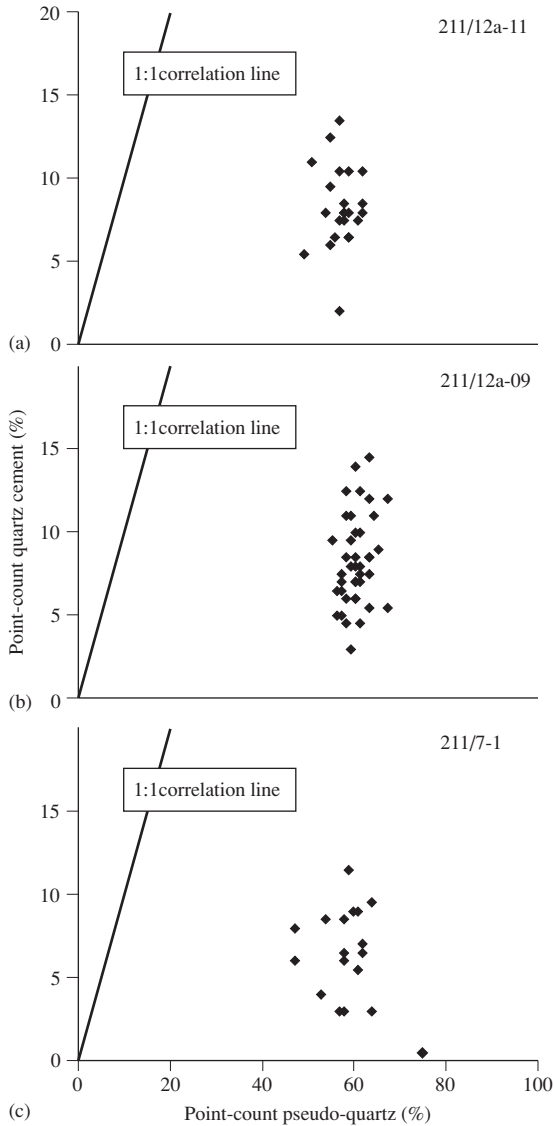 20
211/12a-11
1:1correlation line
15
10
5
(a)
0
211/12a-09
1:1correlation line
15
10
5
(b)
0
Point-count quartz cement (%)
211/7-1
1:1correlation line
15
10
5
0
0 20 40 60 80 100
(c)
Point-count pseudo-quartz (%)